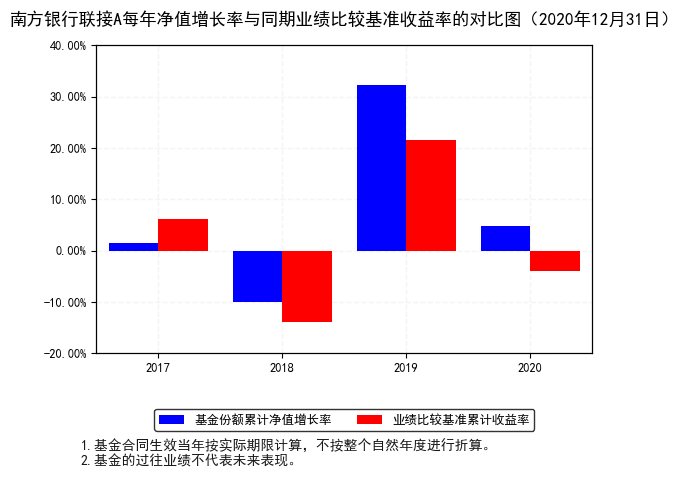 南方银行联接A每年净值增长率与同期业绩比较基准收益率的对比图（2020年12月31日）
40.00%
30.00%
20.00%
10.00%
0.00%
-10.00%
-20.00%
2017 2018 2019 2020
基金份额累计净值增长率 业绩比较基准累计收益率
1.基金合同生效当年按实际期限计算，不按整个自然年度进行折算。
2.基金的过往业绩不代表未来表现。